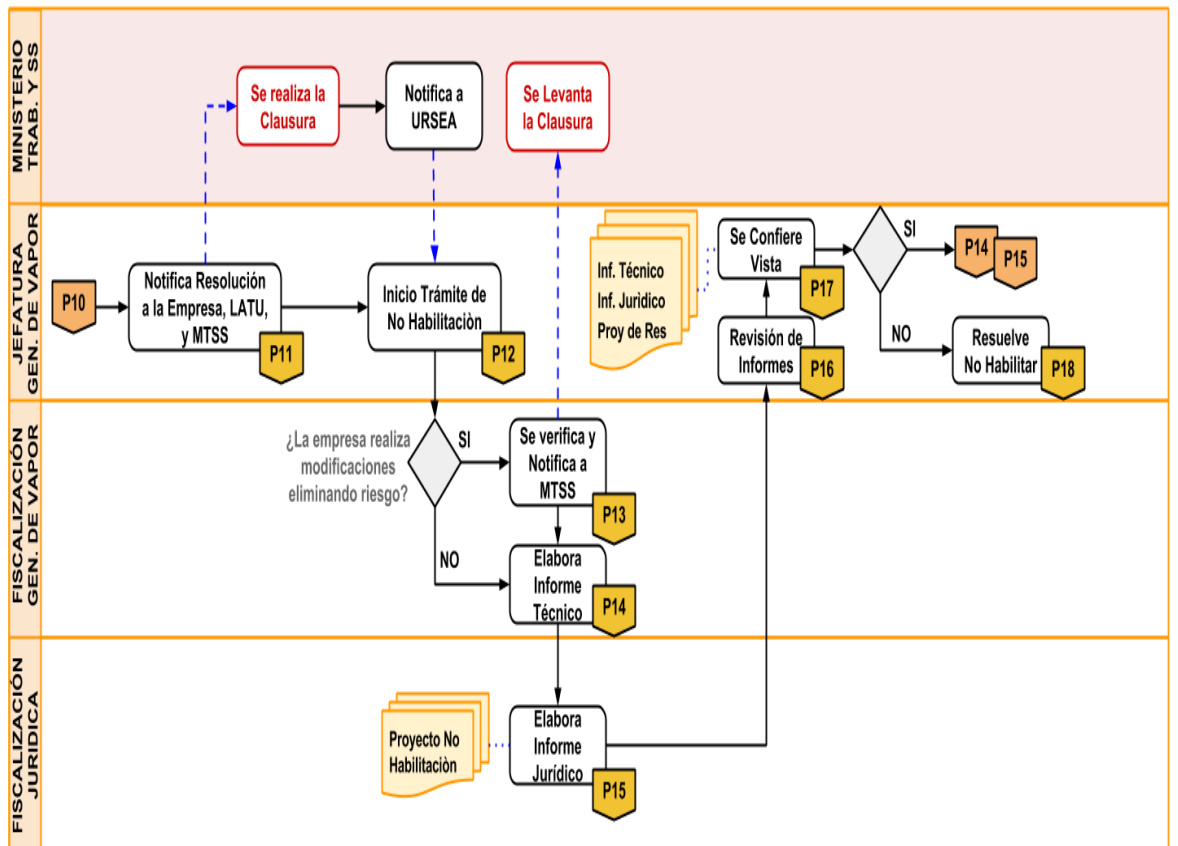 MINISTERIO
TRAB. Y SS
Se realiza la
Clausura
Notifica a
URSEA
Se Levanta
la Clausura
JEFATURA
GEN. DE VAPOR
P10
Notifica Resolución
a la Empresa, LATU,
y MTSS
P11
Inicio Trámite de
No Habilitaciòn
P12
Inf. Técnico
Inf. Juridico
Proy de Res
Se Confiere
Vista
P17
SI
P14
P15
NO
Revisión de
Informes
P16
Resuelve
No Habilitar
P18
FISCALIZACIÓN
GEN. DE VAPOR
¿La empresa realiza
modificaciones
eliminando riesgo?
SI
NO
Se verifica y
Notifica a
MTSS
P13
Elabora
Informe
Técnico
P14
FISCALIZACIÓN
JURIDICA
Proyecto No
Habilitaciòn
Elabora
Informe
Jurídico
P15